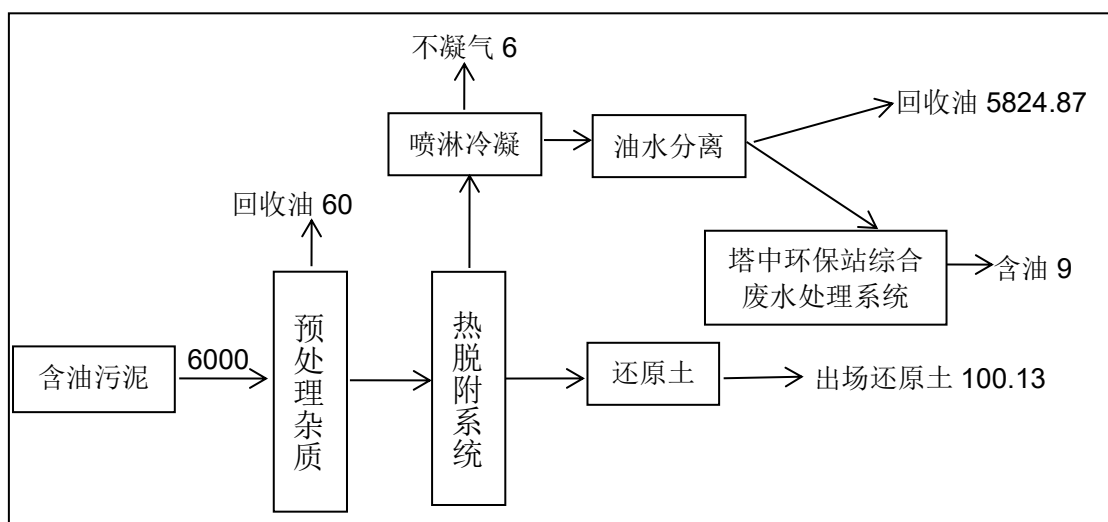 不凝气 6
喷淋冷凝
油水分离
回收油 5824.87
回收油 60
塔中环保站综合
废水处理系统
含油 9
含油污泥
6000
预处理杂质
热脱附系统
还原土
出场还原土 100.13